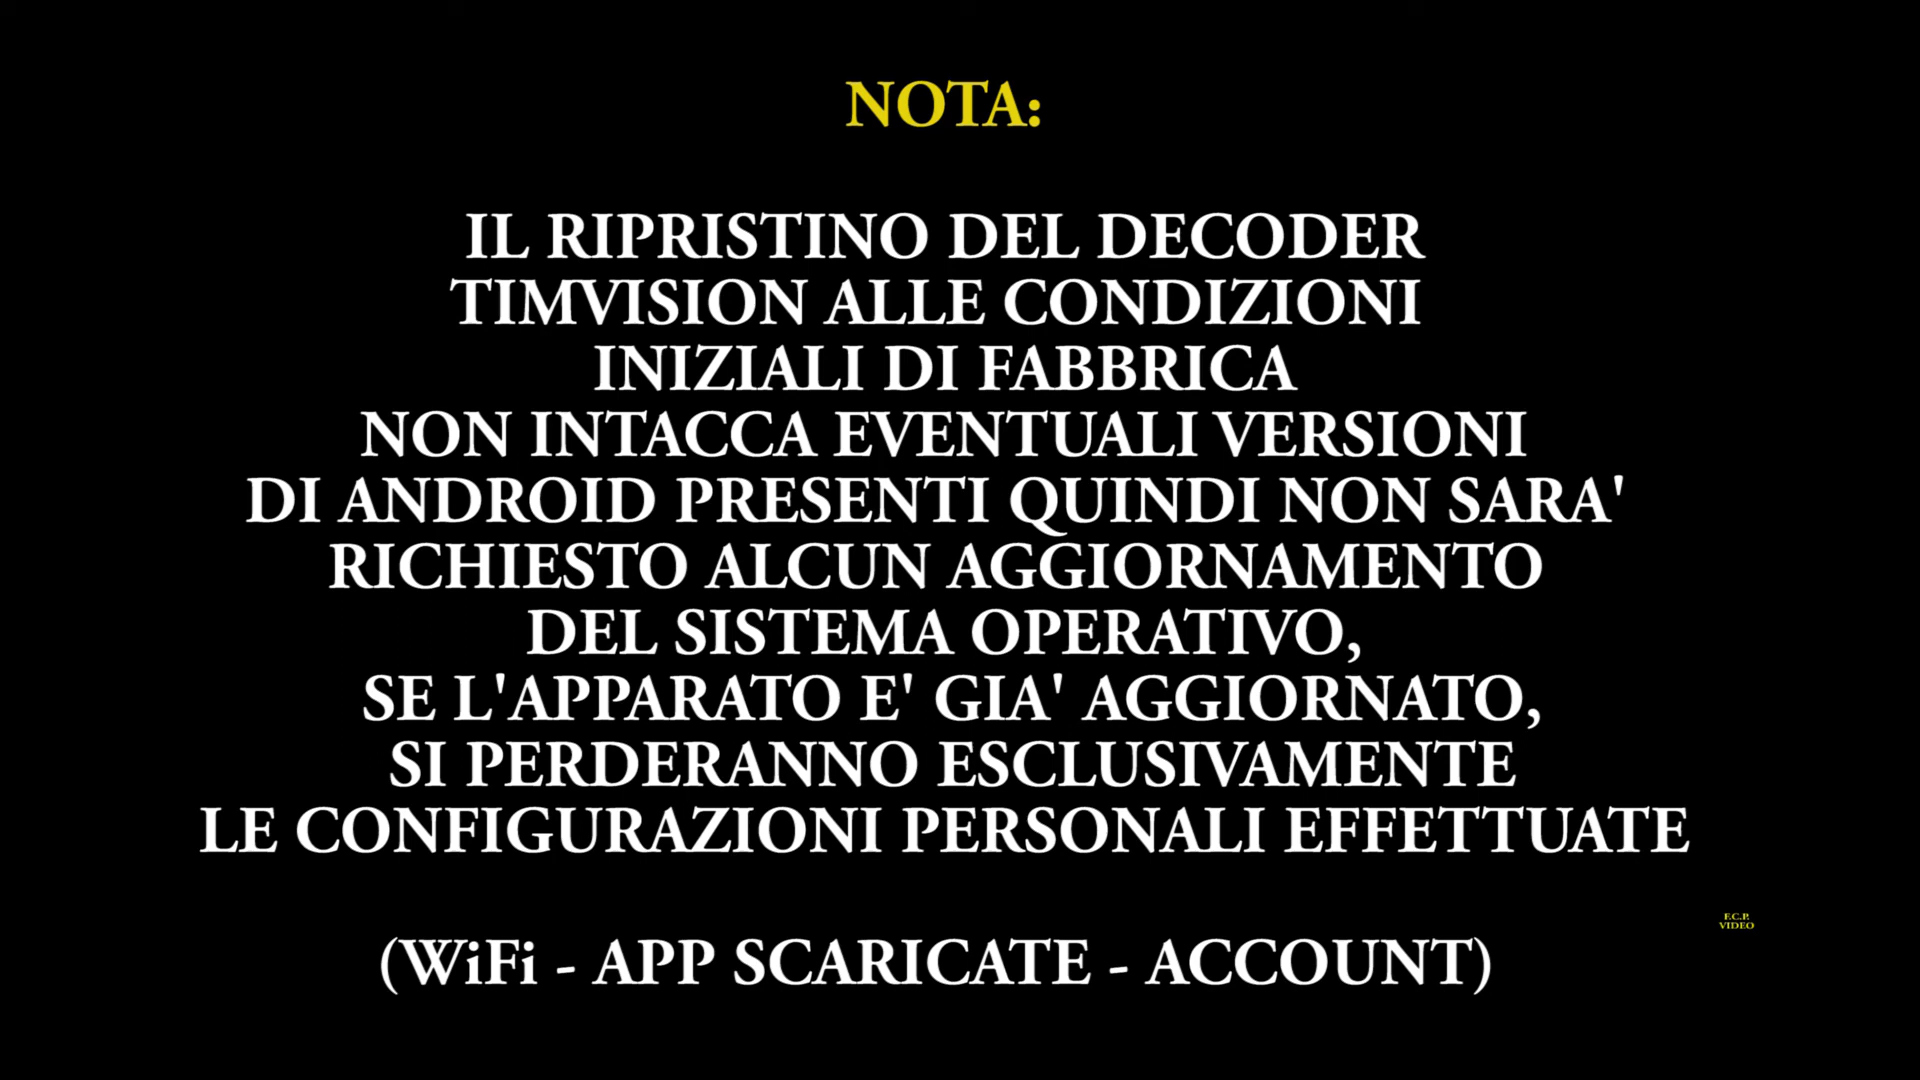 NOTA:
IL RIPRISTINO DEL DECODER
TIMVISION ALLE CONDIZIONI
INIZIALI DI FABBRICA
NON INTACCA EVENTUALI VERSIONI
DI ANDROID PRESENTI QUINDI NON SARA'
RICHIESTO ALCUN AGGIORNAMENTO
DEL SISTEMA OPERATIVO,
SE L'APPARATO E' GIA' AGGIORNATO,
SI PERDERANNO ESCLUSIVAMENTE
LE CONFIGURAZIONI PERSONALI EFFETTUATE
F.C.P.
VIDEO
(WiFi - APP SCARICATE - ACCOUNT)